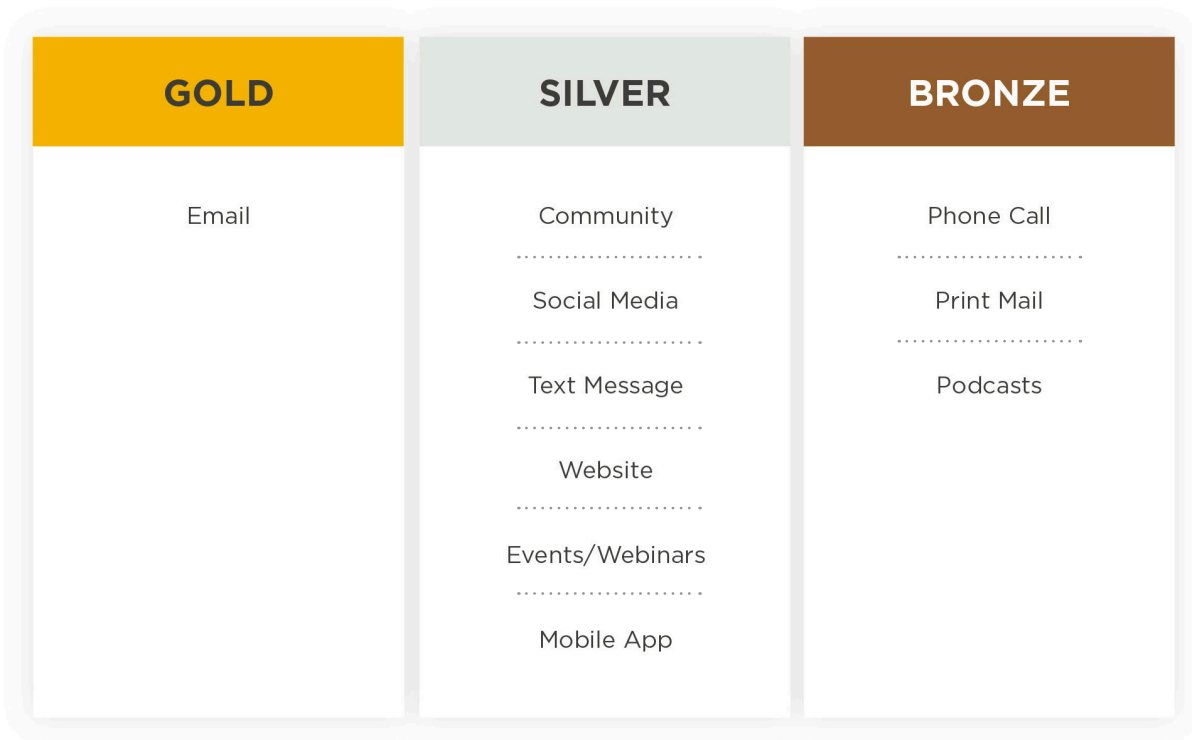 GOLD
Email
SILVER
Community
Social Media
Text Message
Website
Events/Webinars
Mobile App
BRONZE
Phone Call
Print Mail
Podcasts